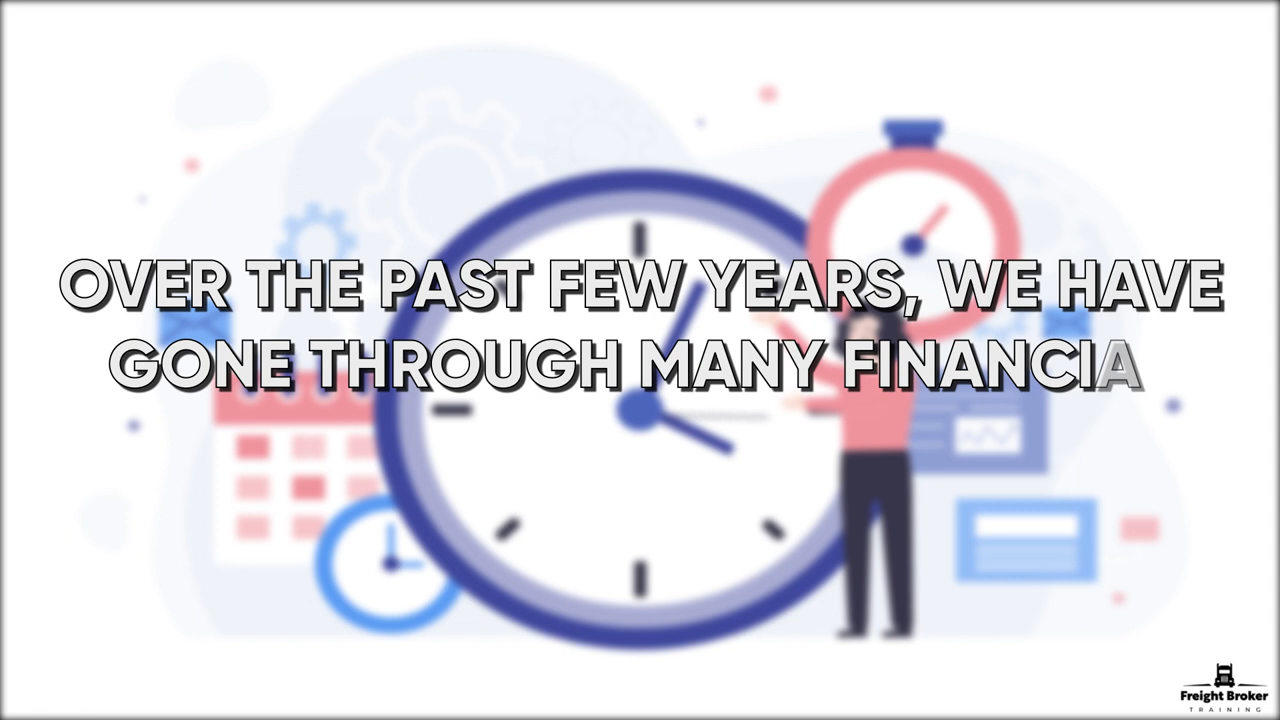 OVER THE PAST FEW YEARS, WE HAVE
GONE THROUGH MANY FINANCIA
Freight Broker
TRAINING